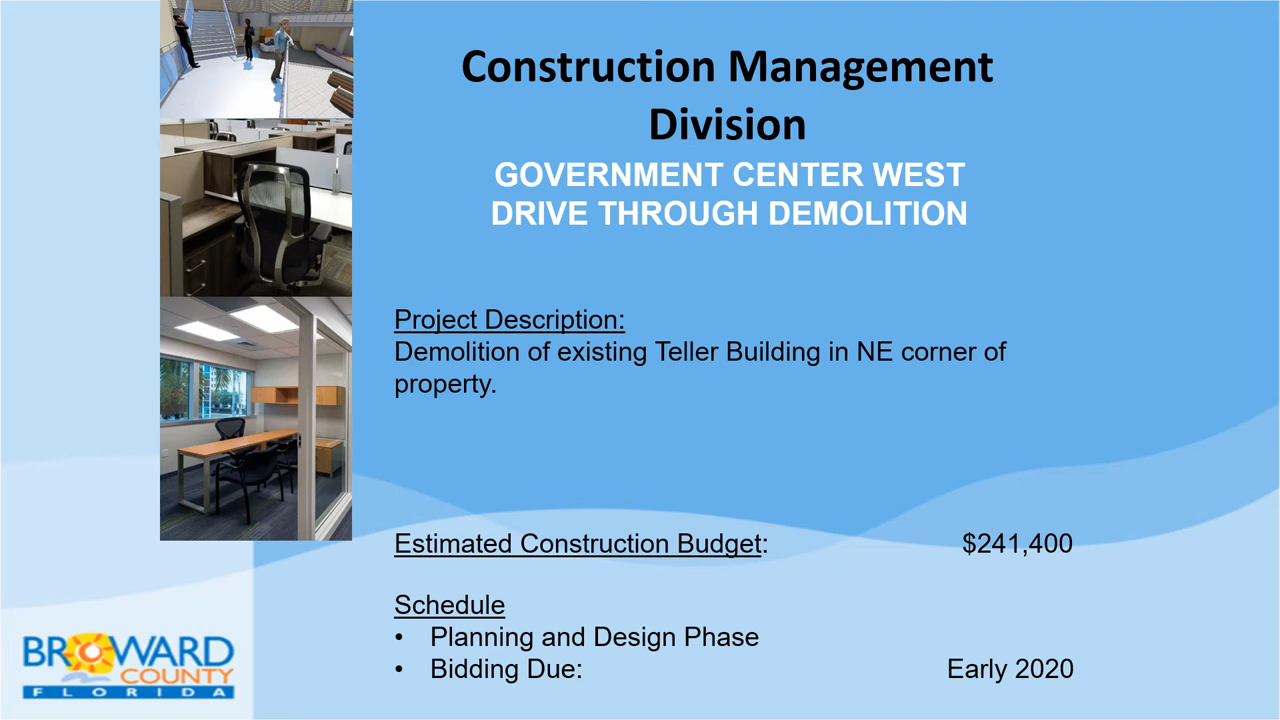 Construction Management
Division
GOVERNMENT CENTER WEST
DRIVE THROUGH DEMOLITION
Project Description:
Demolition of existing Teller Building in NE corner of
property.
Estimated Construction Budget: $241,400
Schedule
• Planning and Design Phase
• Bidding Due: Early 2020
BROWARD
COUNTY
FLORIDA